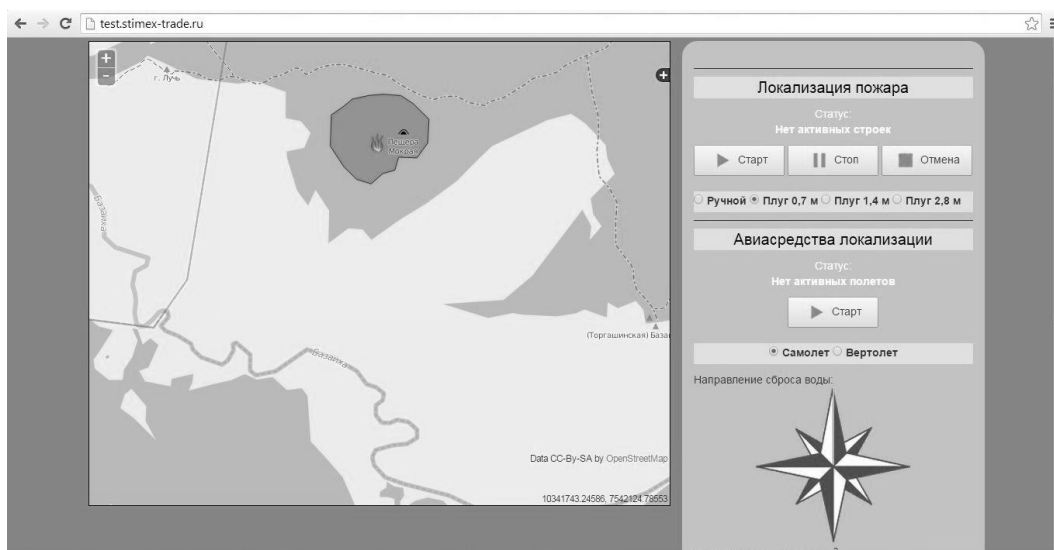 test.stimex-trade.ru
+
-
г. Лучь
Пещера
Мокрая
Базаиха
(Торгашинская) База
Базаиха
Data CC-By-SA by OpenStreetMap
10341743.24586, 7542124.78553
Локализация пожара
Статус:
Нет активных строек
Старт
Стоп
Отмена
Ручной Плуг 0,7 м Плуг 1,4 м Плуг 2,8 м
Авиасредства локализации
Статус:
Нет активных полетов
Старт
Самолет Вертолет
Направление сброса воды: